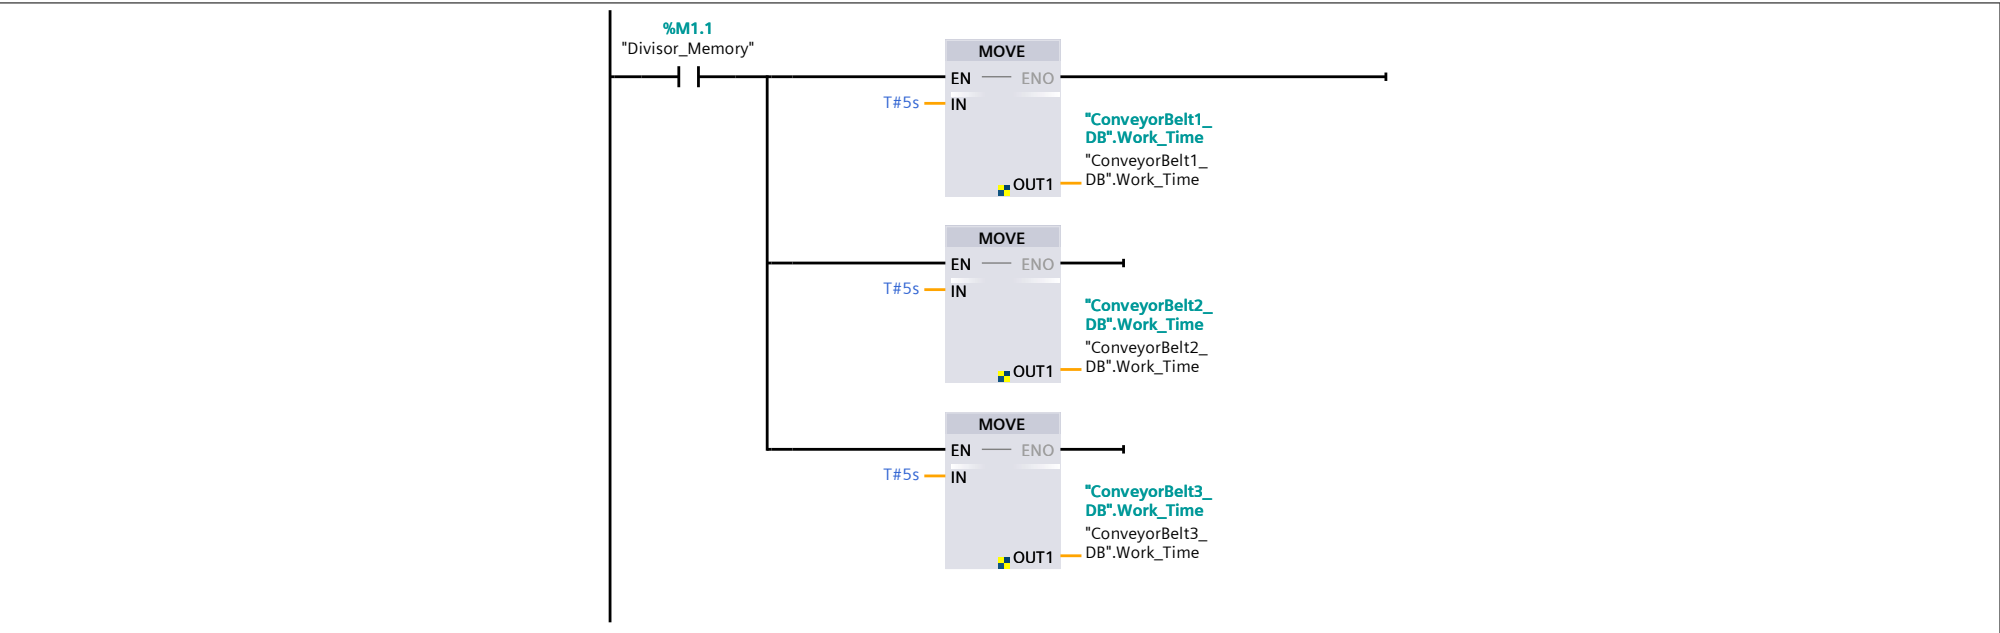 %M1.1
"Divisor_Memory"
MOVE
EN ENO
T#5s IN
"ConveyorBelt1_
DB".Work_Time
"ConveyorBelt1_
OUT1 DB".Work_Time
MOVE
EN ENO
T#5s IN
"ConveyorBelt2_
DB".Work_Time
"ConveyorBelt2_
OUT1 DB".Work_Time
MOVE
EN ENO
T#5s IN
"ConveyorBelt3_
DB".Work_Time
"ConveyorBelt3_
OUT1 DB".Work_Time